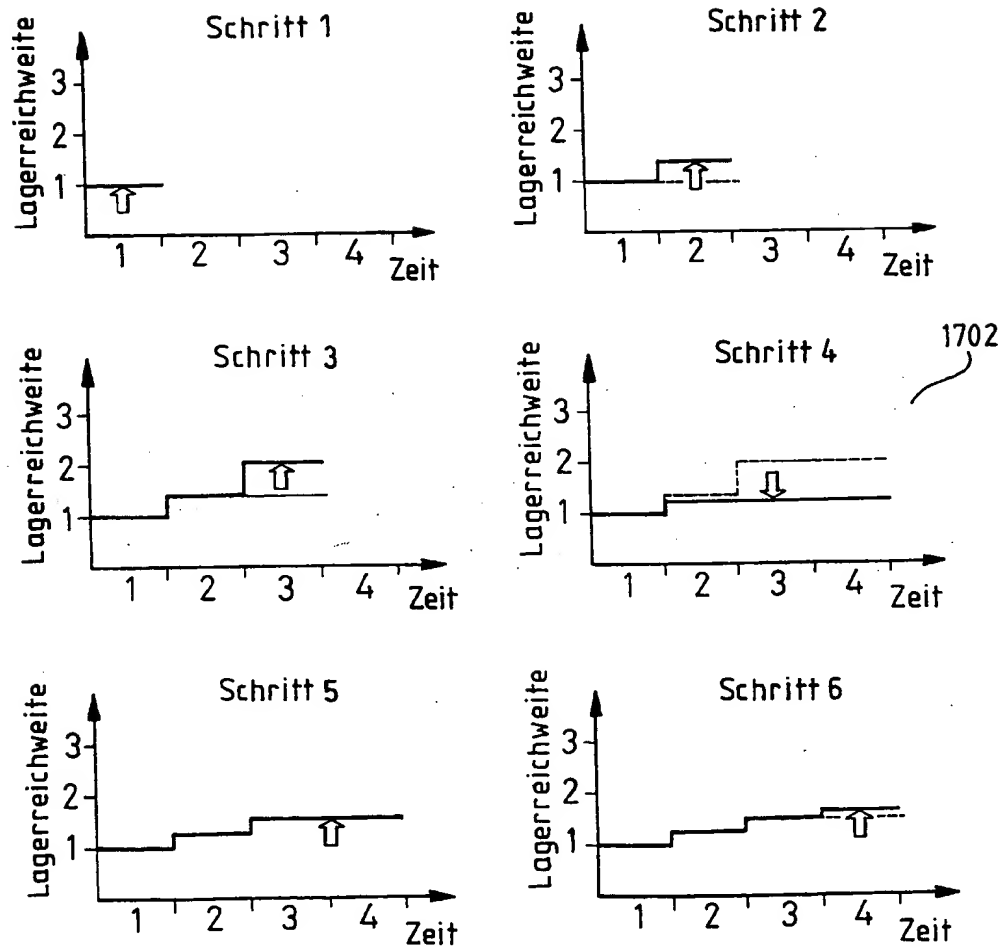 Schritt 1
Lagerreichweite
3
2
1
1 2 3 4
Zeit
Schritt 2
Lagerreichweite
3
2
1
1 2 3 4
Zeit
Schritt 3
Lagerreichweite
3
2
1
1 2 3 4
Zeit
Schritt 4
1702
Lagerreichweite
3
2
1
1 2 3 4
Zeit
Schritt 5
Lagerreichweite
3
2
1
1 2 3 4
Zeit
Schritt 6
Lagerreichweite
3
2
1
1 2 3 4
Zeit